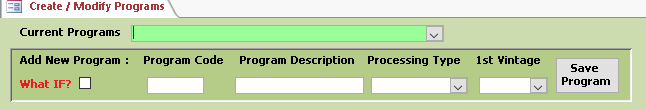 Create / Modify Programs
Current Programs
Add New Program : Program Code Program Description Processing Type 1st Vintage
Save
Program
What IF?